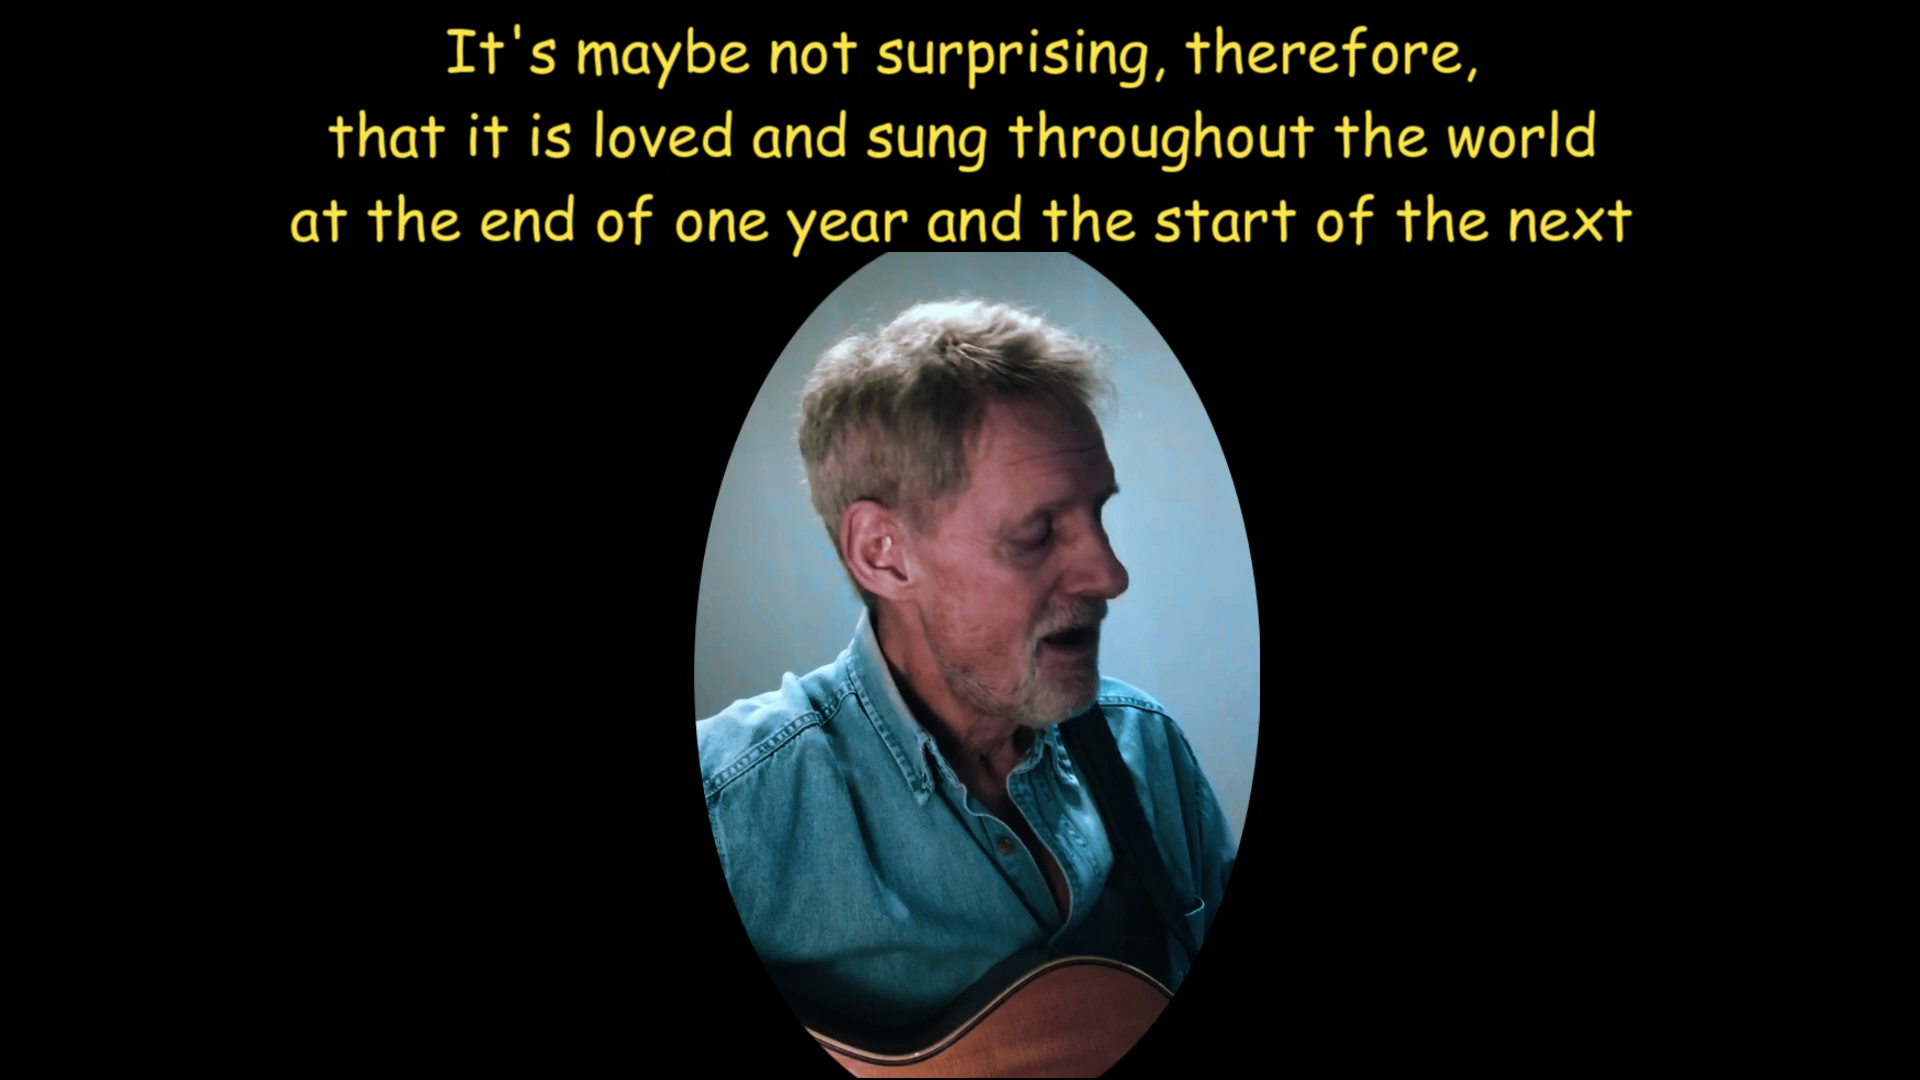 It's maybe not surprising, therefore,
that it is loved and sung throughout the world
at the end of one year and the start of the next